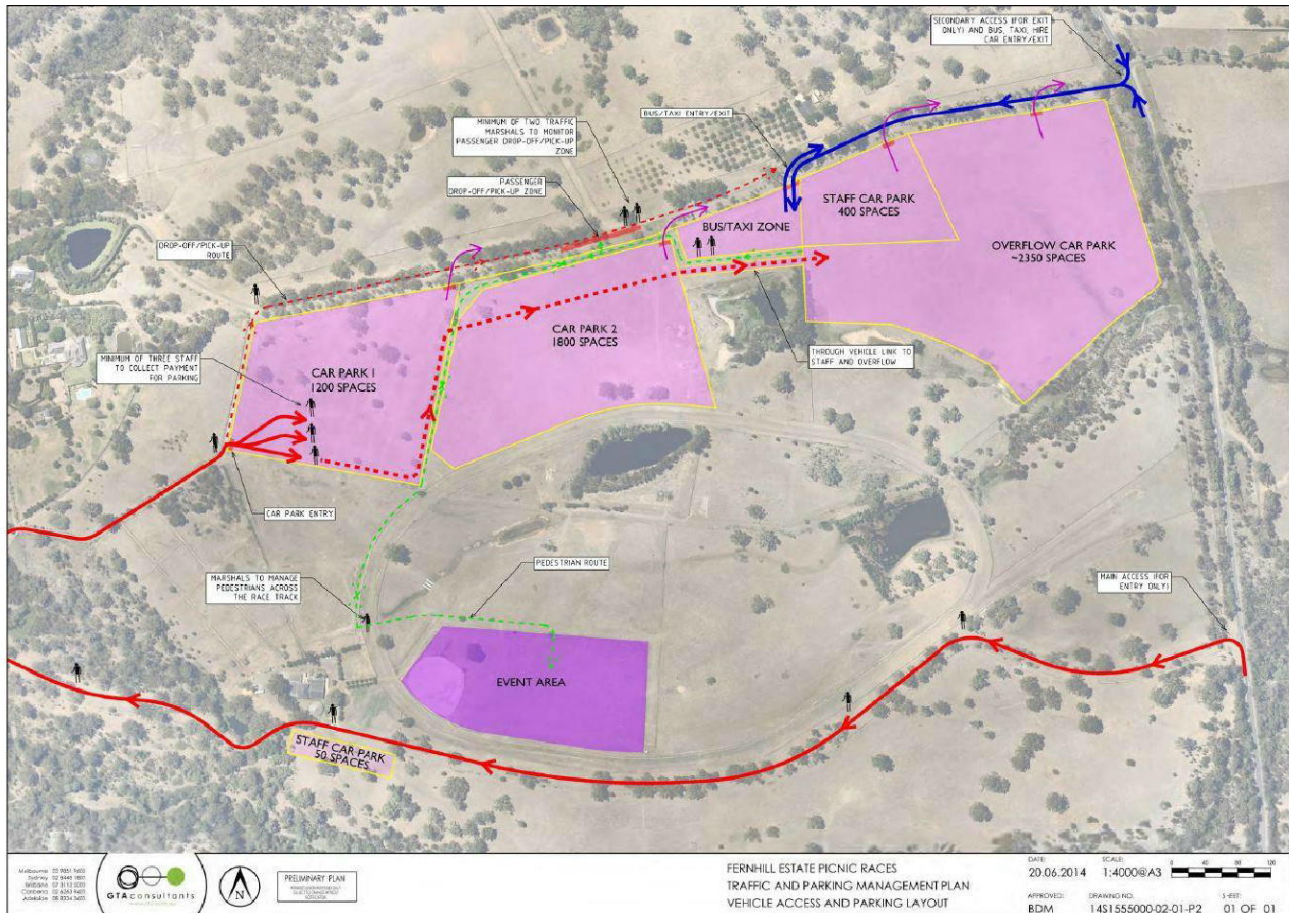 SECONDARY ACCESS (FOR EXIT
ONLY) AND BUS, TAXI, HIRE
CAR ENTRY/EXIT
MINIMUM OF TWO TRAFFIC
MARSHALS TO MONITOR
PASSENGER DROP-OFF/PICK-UP
ZONE
BUS/TAXI ENTRY/EXIT
PASSENGER
DROP-OFF/PICK-UP ZONE
STAFF CAR PARK
400 SPACES
BUS/TAXI ZONE
DROP-OFF/PICK-UP
ROUTE
OVERFLOW CAR PARK
~2350 SPACES
CAR PARK 2
1800 SPACES
MINIMUM OF THREE STAFF
TO COLLECT PAYMENT
FOR PARKING
CAR PARK 1
1200 SPACES
THROUGH VEHICLE LINK TO
STAFF AND OVERFLOW
CAR PARK ENTRY
PEDESTRIAN ROUTE
MARSHALS TO MANAGE
PEDESTRIANS ACROSS
THE RACE TRACK
MAIN ACCESS (FOR
ENTRY ONLY)
EVENT AREA
STAFF CAR PARK
50 SPACES
Melbourne
Sydney
Brisbane
Canberra
Adelaide
GTA consultants
N
PRELIMINARY PLAN
FERNHILL ESTATE PICNIC RACES
TRAFFIC AND PARKING MANAGEMENT PLAN
VEHICLE ACCESS AND PARKING LAYOUT
DATE:
20.06.2014
SCALE:
1:4000@A3
0 40 80 120
APPROVED:
BDM
DRAWING NO.
14S1555000-02-01-P2
SHEET:
01 OF 01